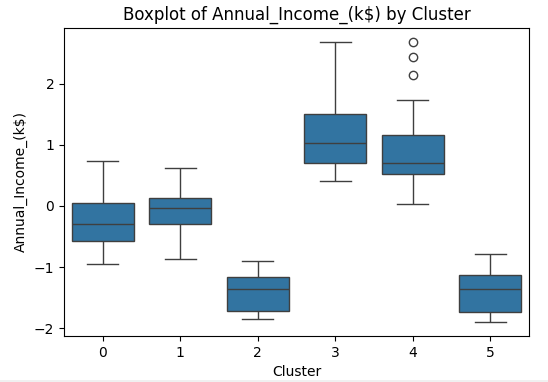 Boxplot of Annual_Income_(k$) by Cluster
Annual_Income_(k$)
2
1
0
−1
−2
0 1 2 3 4 5
Cluster